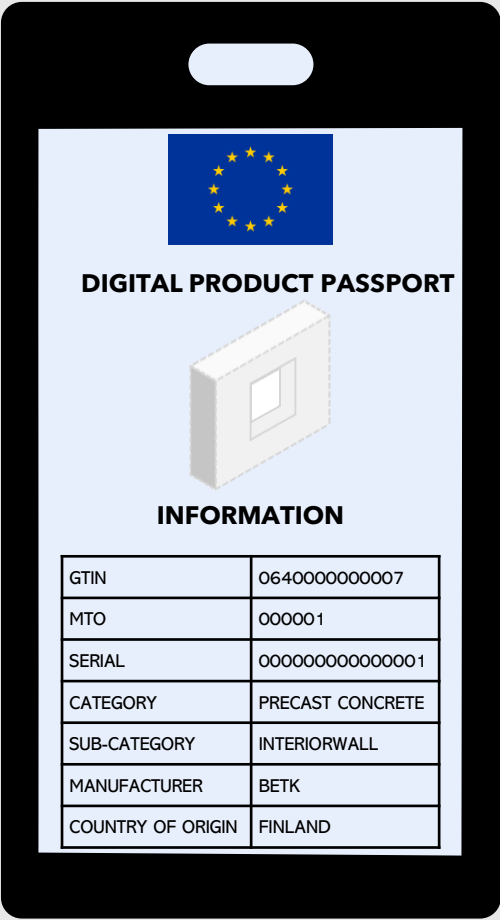 DIGITAL PRODUCT PASSPORT
INFORMATION
GTIN 0640000000007
MTO 000001
SERIAL 000000000000001
CATEGORY PRECAST CONCRETE
SUB-CATEGORY INTERIORWALL
MANUFACTURER BETK
COUNTRY OF ORIGIN FINLAND